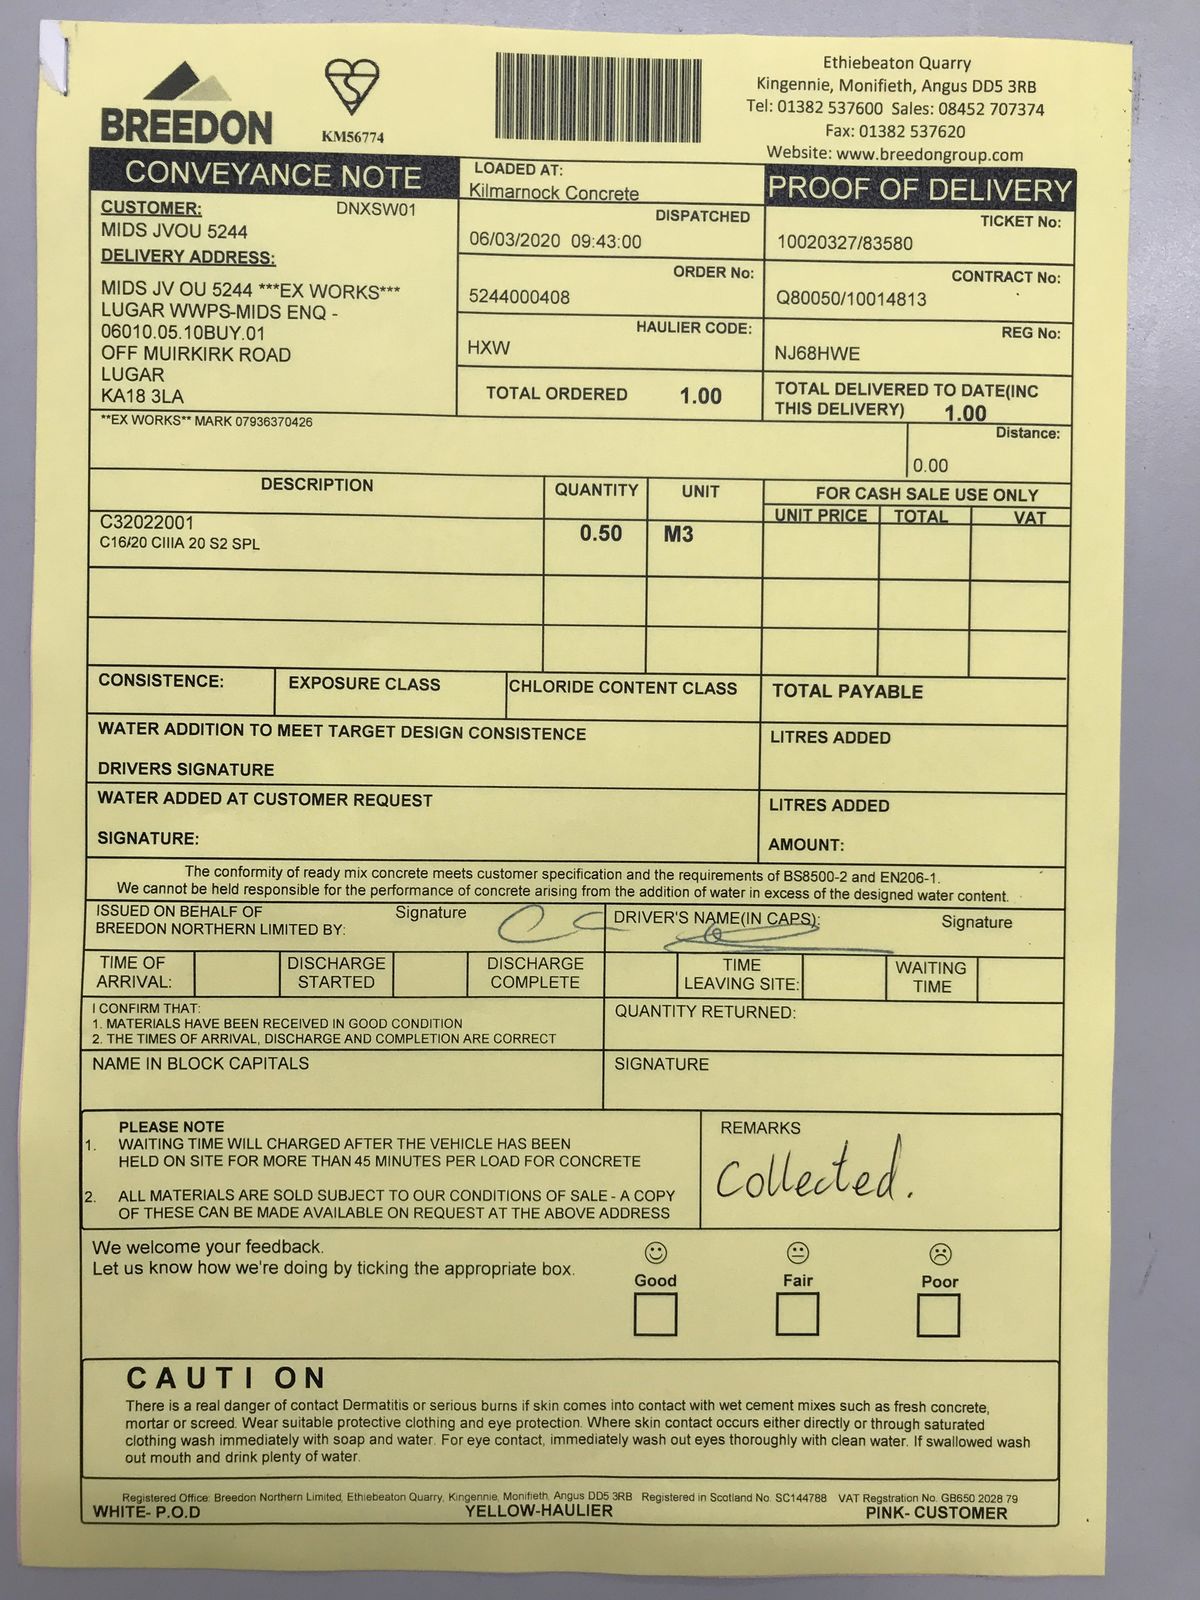 BREEDON
KM56774
Ethiebeaton Quarry
Kingennie, Monifieth, Angus DD5 3RB
Tel: 01382 537600 Sales: 08452 707374
Fax: 01382 537620
Website: www.breedongroup.com
CONVEYANCE NOTE
LOADED AT:
Kilmarnock Concrete
PROOF OF DELIVERY
CUSTOMER: DNXSW01
MIDS JVOU 5244
DELIVERY ADDRESS:
MIDS JV OU 5244 ***EX WORKS***
LUGAR WWPS-MIDS ENQ -
06010.05.10BUY.01
OFF MUIRKIRK ROAD
LUGAR
KA18 3LA
DISPATCHED
06/03/2020 09:43:00
TICKET No:
10020327/83580
ORDER No:
5244000408
CONTRACT No:
Q80050/10014813
HAULIER CODE:
HXW
REG No:
NJ68HWE
TOTAL ORDERED 1.00
TOTAL DELIVERED TO DATE(INC
THIS DELIVERY) 1.00
**EX WORKS** MARK 07936370426
Distance:
0.00
DESCRIPTION QUANTITY UNIT FOR CASH SALE USE ONLY
UNIT PRICE TOTAL VAT
C32022001
C16/20 CIIIA 20 S2 SPL
0.50 M3
CONSISTENCE: EXPOSURE CLASS CHLORIDE CONTENT CLASS TOTAL PAYABLE
WATER ADDITION TO MEET TARGET DESIGN CONSISTENCE LITRES ADDED
DRIVERS SIGNATURE
WATER ADDED AT CUSTOMER REQUEST LITRES ADDED
SIGNATURE: AMOUNT:
The conformity of ready mix concrete meets customer specification and the requirements of BS8500-2 and EN206-1.
We cannot be held responsible for the performance of concrete arising from the addition of water in excess of the designed water content.
ISSUED ON BEHALF OF Signature
BREEDON NORTHERN LIMITED BY:
DRIVER'S NAME(IN CAPS): Signature
TIME OF
ARRIVAL:
DISCHARGE
STARTED
DISCHARGE
COMPLETE
TIME
LEAVING SITE:
WAITING
TIME
I CONFIRM THAT:
1. MATERIALS HAVE BEEN RECEIVED IN GOOD CONDITION
2. THE TIMES OF ARRIVAL, DISCHARGE AND COMPLETION ARE CORRECT
QUANTITY RETURNED:
NAME IN BLOCK CAPITALS
SIGNATURE
PLEASE NOTE
1. WAITING TIME WILL CHARGED AFTER THE VEHICLE HAS BEEN
HELD ON SITE FOR MORE THAN 45 MINUTES PER LOAD FOR CONCRETE
2. ALL MATERIALS ARE SOLD SUBJECT TO OUR CONDITIONS OF SALE - A COPY
OF THESE CAN BE MADE AVAILABLE ON REQUEST AT THE ABOVE ADDRESS
REMARKS
Collected.
We welcome your feedback.
Let us know how we're doing by ticking the appropriate box.
Good Fair Poor
CAUTION
There is a real danger of contact Dermatitis or serious burns if skin comes into contact with wet cement mixes such as fresh concrete,
mortar or screed. Wear suitable protective clothing and eye protection. Where skin contact occurs either directly or through saturated
clothing wash immediately with soap and water. For eye contact, immediately wash out eyes thoroughly with clean water. If swallowed wash
out mouth and drink plenty of water.
Registered Office: Breedon Northern Limited, Ethiebeaton Quarry, Kingennie, Monifieth, Angus DD5 3RB Registered in Scotland No. SC144788 VAT Regstration No. GB650 2028 79
WHITE- P.O.D YELLOW-HAULIER PINK- CUSTOMER